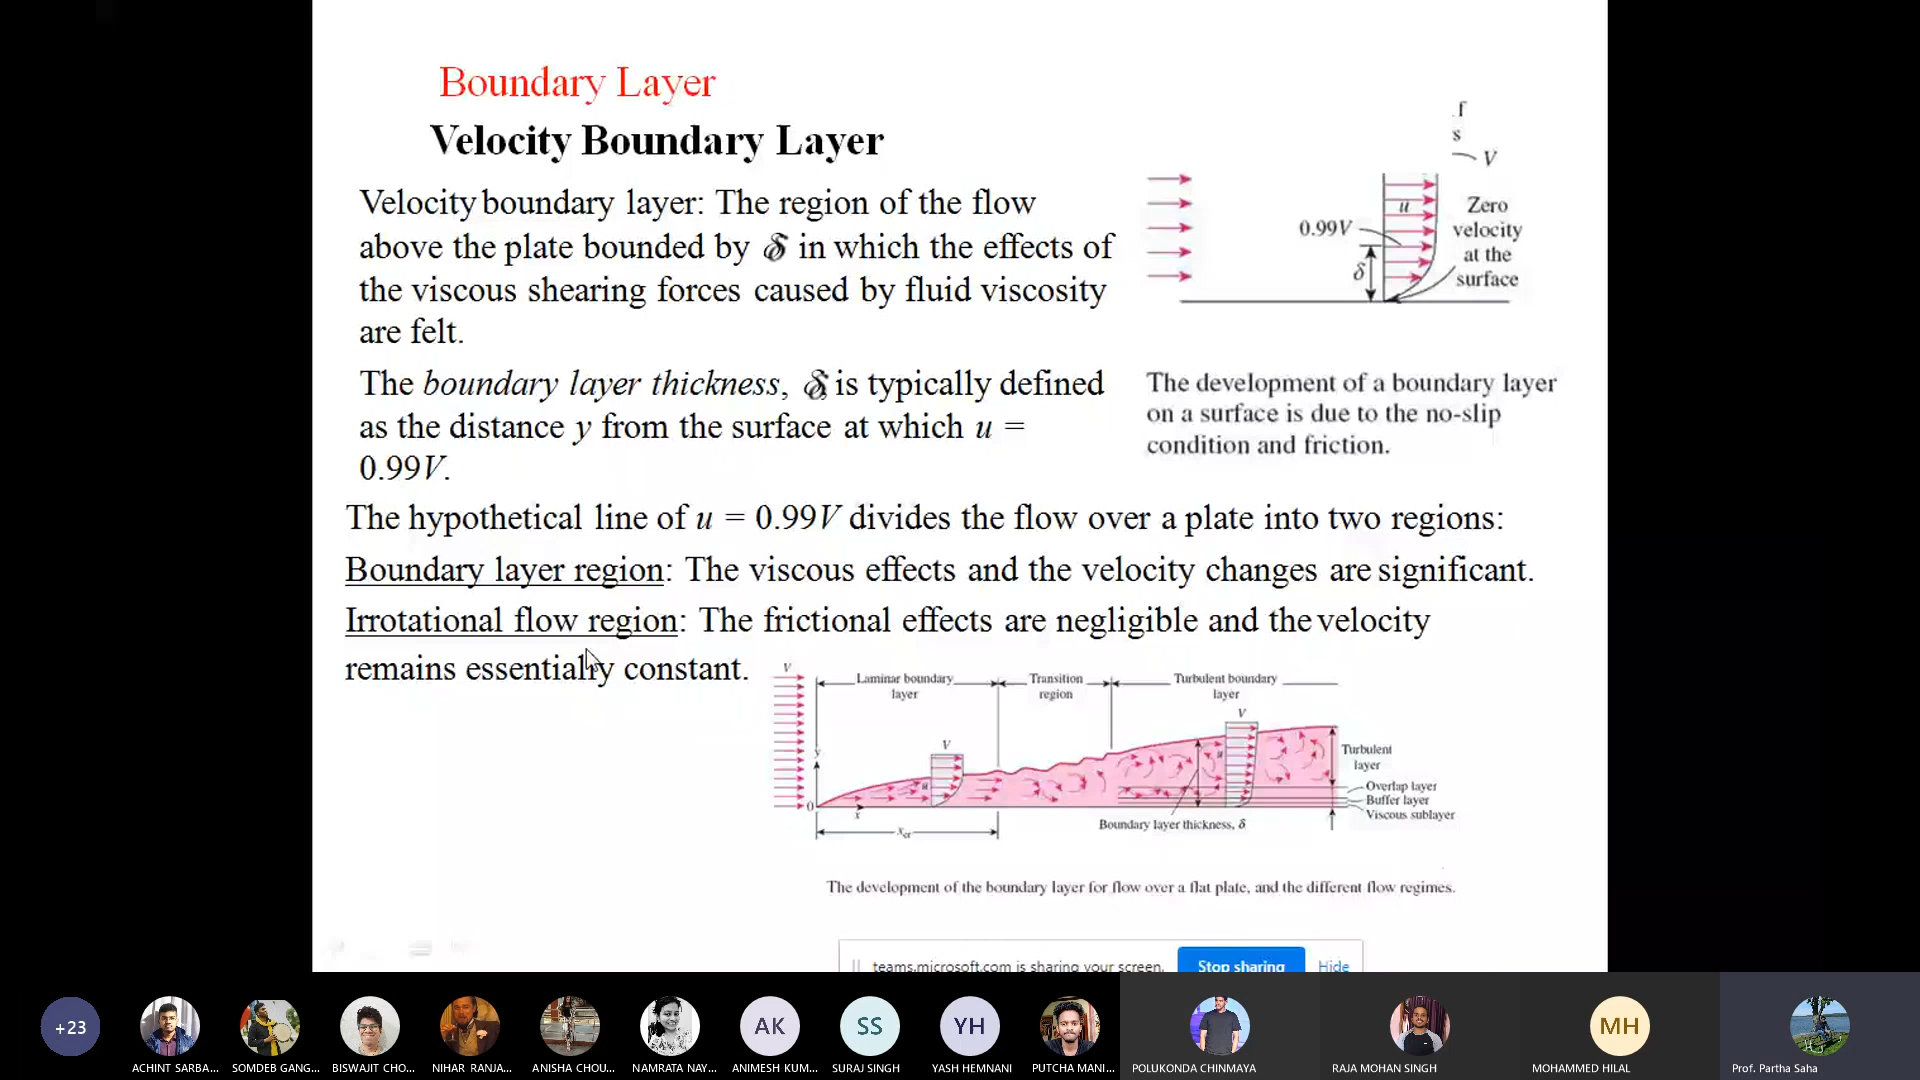 Boundary Layer
Velocity Boundary Layer
Velocity boundary layer: The region of the flow
above the plate bounded by δ in which the effects of
the viscous shearing forces caused by fluid viscosity
are felt.
The boundary layer thickness, δ, is typically defined
as the distance y from the surface at which u =
0.99V.
f
s
V
u
0.99V
δ
Zero
velocity
at the
surface
The development of a boundary layer
on a surface is due to the no-slip
condition and friction.
The hypothetical line of u = 0.99V divides the flow over a plate into two regions:
Boundary layer region: The viscous effects and the velocity changes are significant.
Irrotational flow region: The frictional effects are negligible and the velocity
remains essentially constant.
V
Laminar boundary
layer
Transition
region
Turbulent boundary
layer
V
V
y
u
u
0
x
xcr
Boundary layer thickness, δ
Turbulent
layer
Overlap layer
Buffer layer
Viscous sublayer
The development of the boundary layer for flow over a flat plate, and the different flow regimes.
teams.microsoft.com is sharing your screen.
Stop sharing
Hide
+23
AK
SS
YH
MH
ACHINT SARBA...
SOMDEB GANG...
BISWAJIT CHO...
NIHAR RANJA...
ANISHA CHOU...
NAMRATA NAY...
ANIMESH KUM...
SURAJ SINGH
YASH HEMNANI
PUTCHA MANI...
POLUKONDA CHINMAYA
RAJA MOHAN SINGH
MOHAMMED HILAL
Prof. Partha Saha